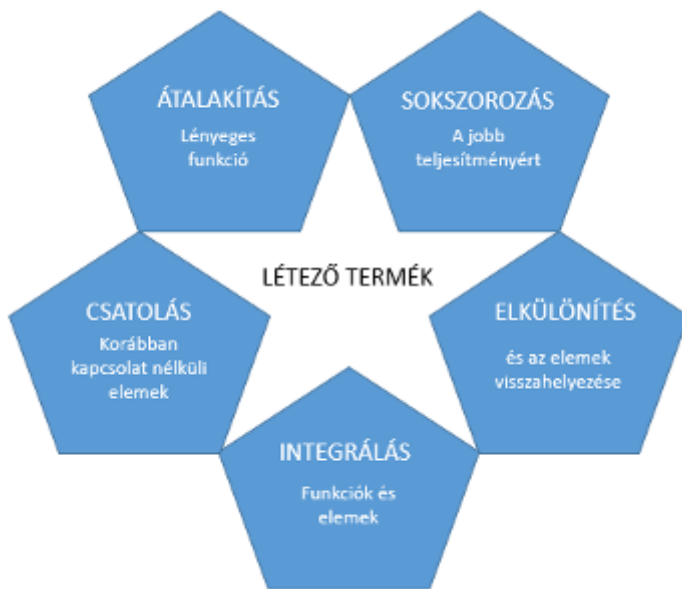 ÁTALAKÍTÁS
Lényeges
funkció
SOKSZOROZÁS
A jobb
teljesítményért
LÉTEZŐ TERMÉK
CSATOLÁS
Korábban
kapcsolat nélküli
elemek
ELKÜLÖNÍTÉS
és az elemek
visszahelyezése
INTEGRÁLÁS
Funkciók és
elemek